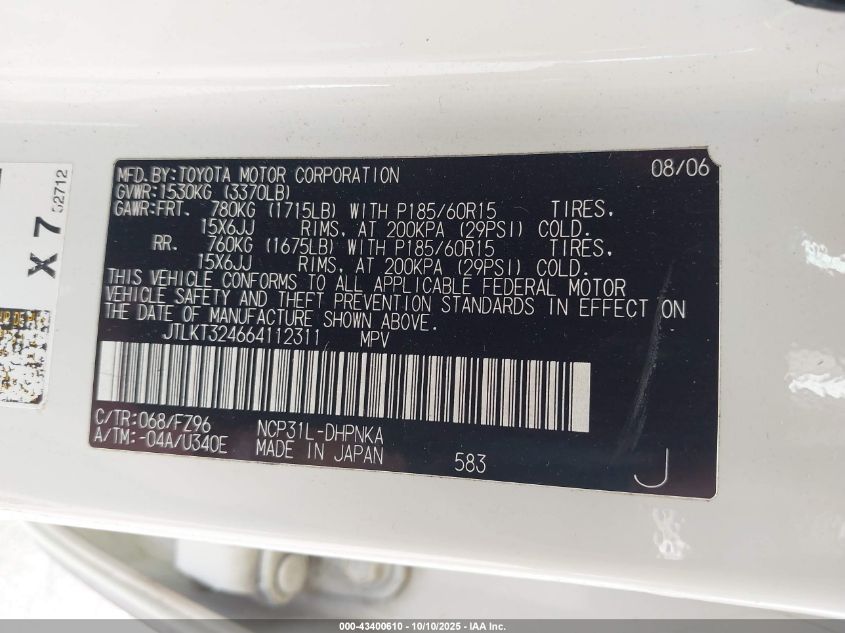 MFD.BY:TOYOTA MOTOR CORPORATION 08/06
GVWR:1530KG (3370LB)
GAWR:FRT. 780KG (1715LB) WITH P185/60R15 TIRES,
15X6JJ RIMS, AT 200KPA (29PSI) COLD.
RR. 760KG (1675LB) WITH P185/60R15 TIRES,
15X6JJ RIMS, AT 200KPA (29PSI) COLD.
THIS VEHICLE CONFORMS TO ALL APPLICABLE FEDERAL MOTOR
VEHICLE SAFETY AND THEFT PREVENTION STANDARDS IN EFFECT ON
THE DATE OF MANUFACTURE SHOWN ABOVE.
JTLKT324664112311 MPV
C/TR:068/FZ96 NCP31L-DHPNKA
A/TM:-04A/U340E MADE IN JAPAN 583 J
X 7
52712
000-43400610 - 10/10/2025 - IAA Inc.